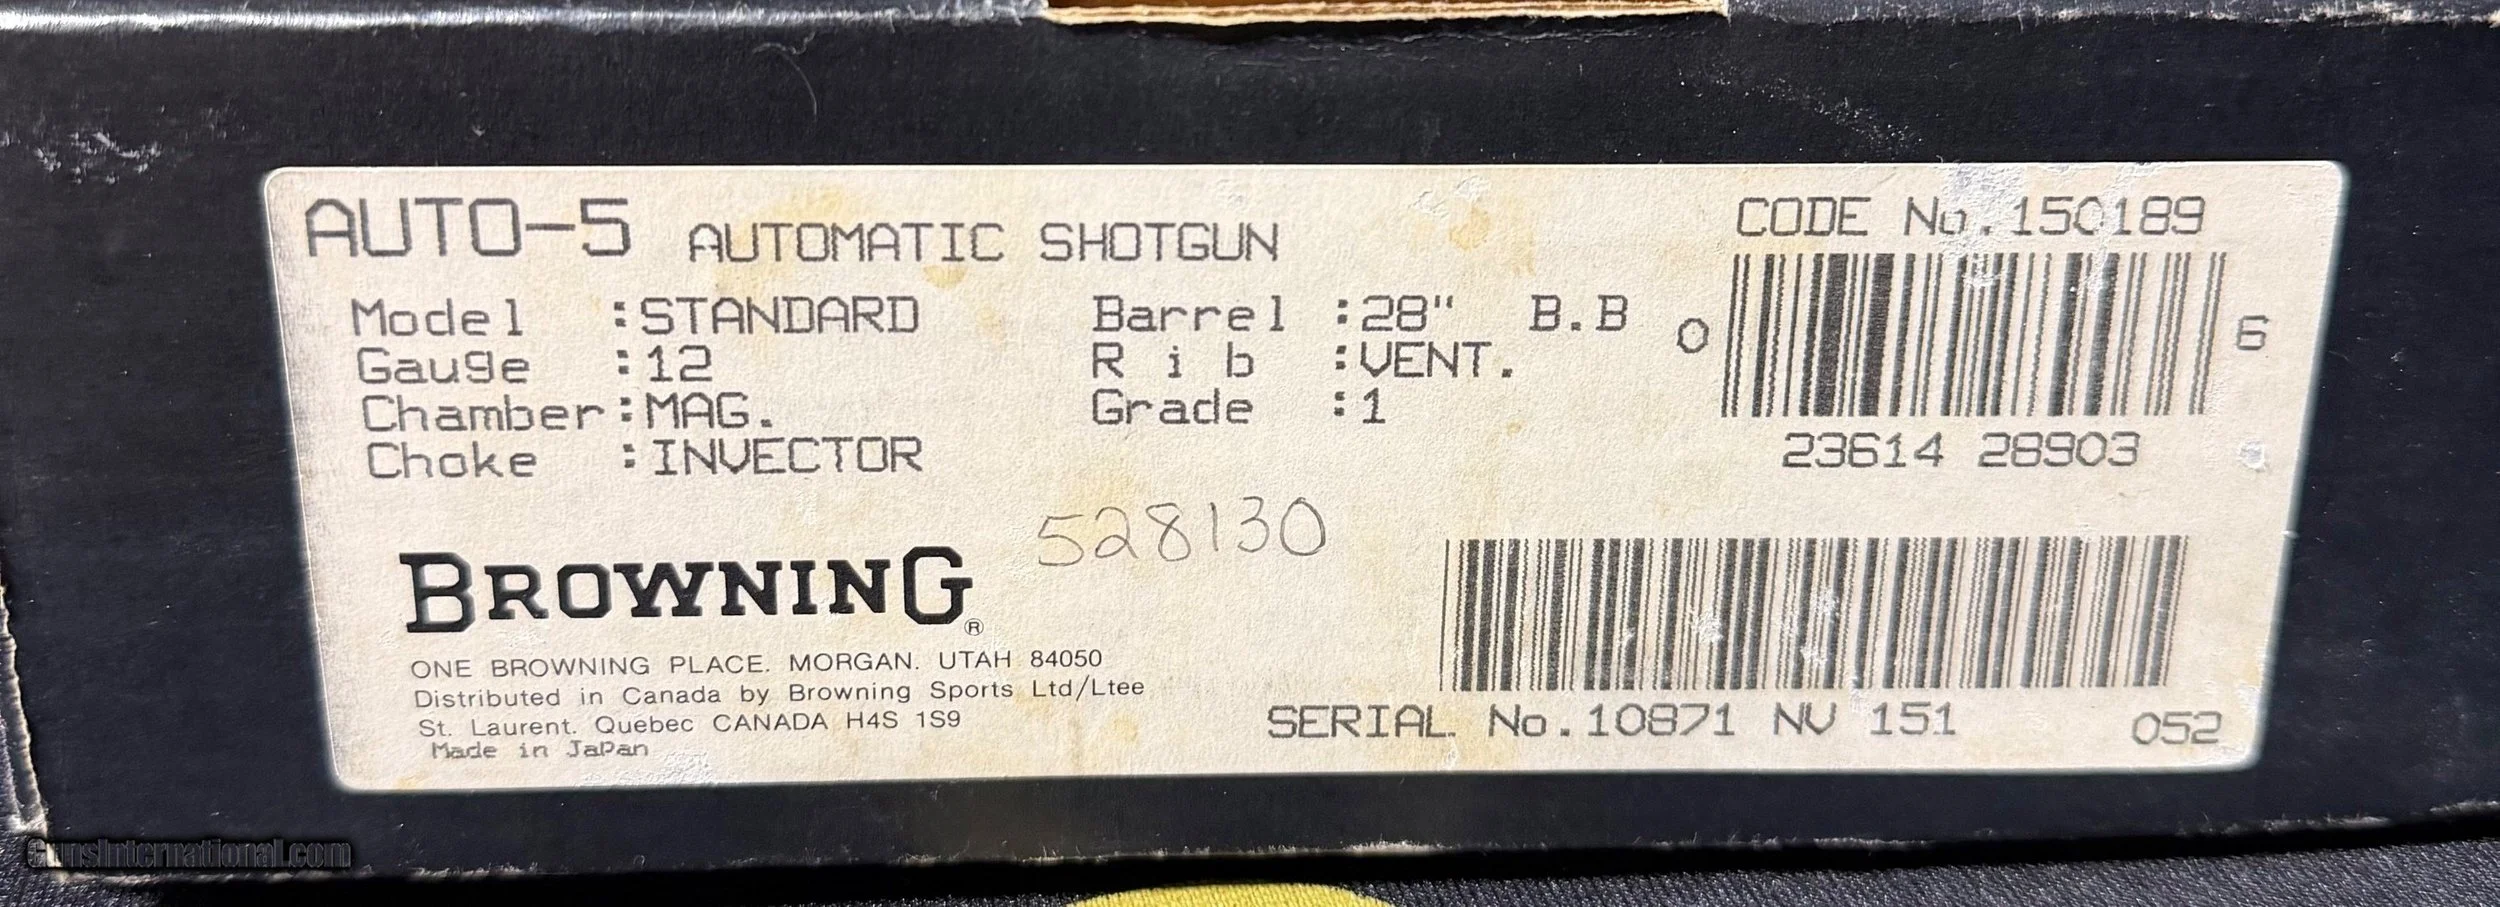 AUTO-5 AUTOMATIC SHOTGUN
CODE No.150189
Model :STANDARD
Gauge :12
Chamber:MAG.
Choke :INVECTOR
Barrel :28" B.B
Rib :VENT.
Grade :1
0 6
23614 28903
528130
BROWNING®
ONE BROWNING PLACE. MORGAN. UTAH 84050
Distributed in Canada by Browning Sports Ltd/Ltee
St. Laurent. Quebec CANADA H4S 1S9
Made in Japan
SERIAL No.10871 NV 151 052
GunsInternational.com